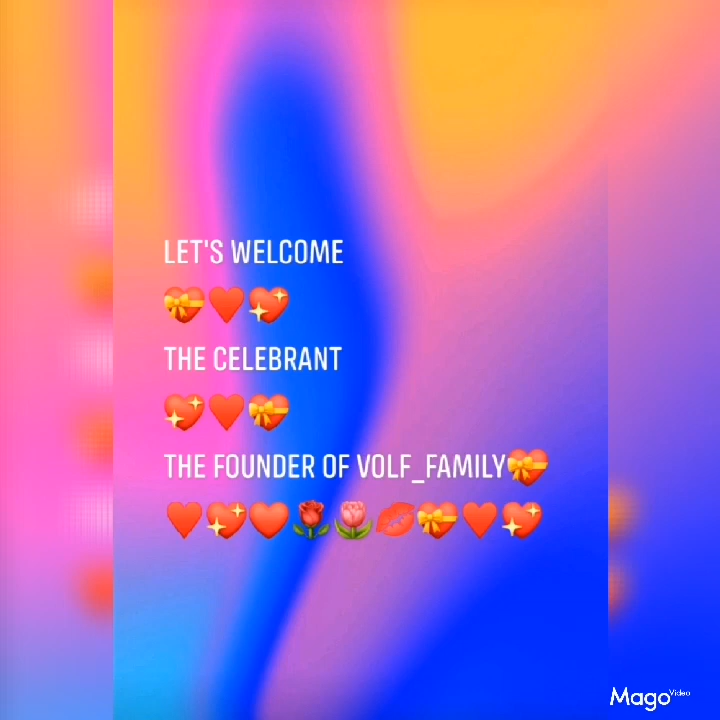 LET'S WELCOME
💝♥️💖
THE CELEBRANT
💖♥️💝
THE FOUNDER OF VOLF_FAMILY💝
♥️💖❤️🌹🌷💋💝♥️💖
MagoVideo